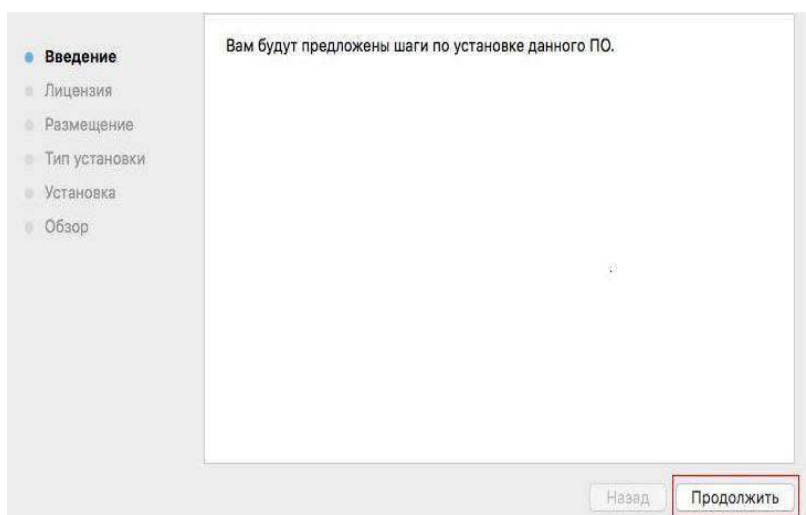 Введение
Лицензия
Размещение
Тип установки
Установка
Обзор
Вам будут предложены шаги по установке данного ПО.
Назад
Продолжить